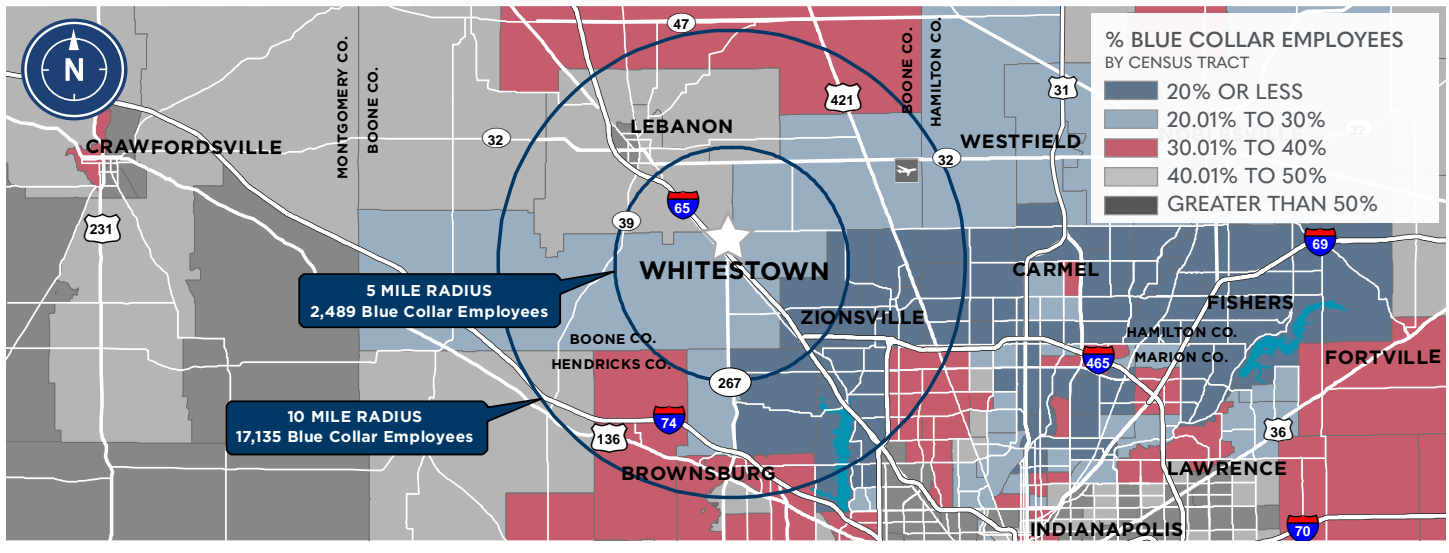 N
MONTGOMERY CO.
BOONE CO.
47
421
BOONE CO.
HAMILTON CO.
31
% BLUE COLLAR EMPLOYEES
BY CENSUS TRACT
20% OR LESS
20.01% TO 30%
30.01% TO 40%
40.01% TO 50%
GREATER THAN 50%
NOBLESVILLE
32
CRAWFORDSVILLE
32
LEBANON
WESTFIELD
32
231
39
65
69
WHITESTOWN
CARMEL
FISHERS
5 MILE RADIUS
2,489 Blue Collar Employees
ZIONSVILLE
BOONE CO.
HENDRICKS CO.
HAMILTON CO.
MARION CO.
465
FORTVILLE
267
10 MILE RADIUS
17,135 Blue Collar Employees
74
136
36
BROWNSBURG
LAWRENCE
INDIANAPOLIS
70